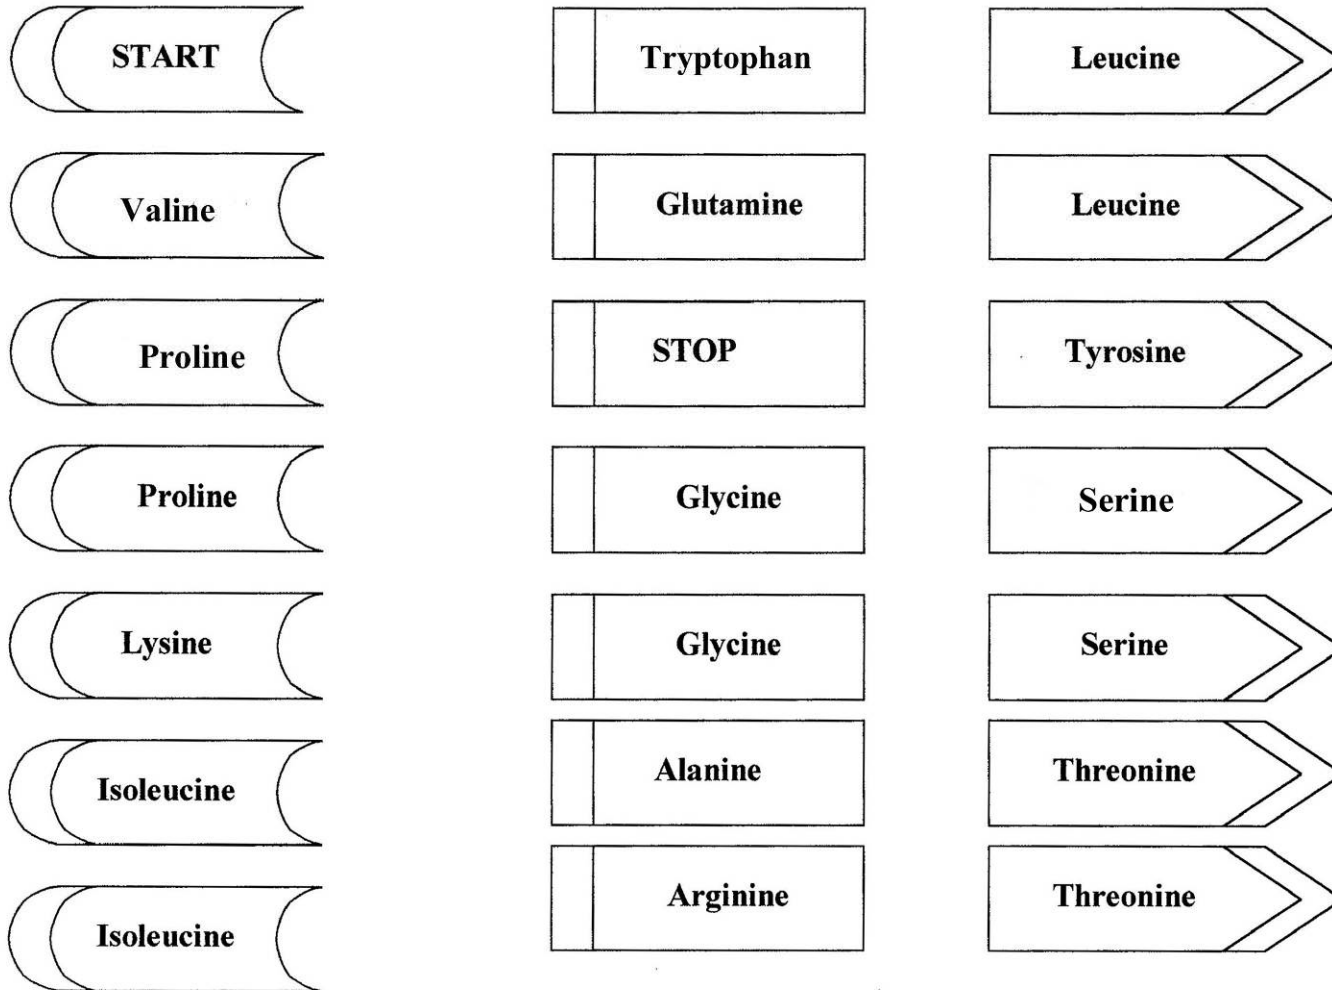 START
Tryptophan
Leucine
Valine
Glutamine
Leucine
Proline
STOP
Tyrosine
Proline
Glycine
Serine
Lysine
Glycine
Serine
Isoleucine
Alanine
Threonine
Isoleucine
Arginine
Threonine